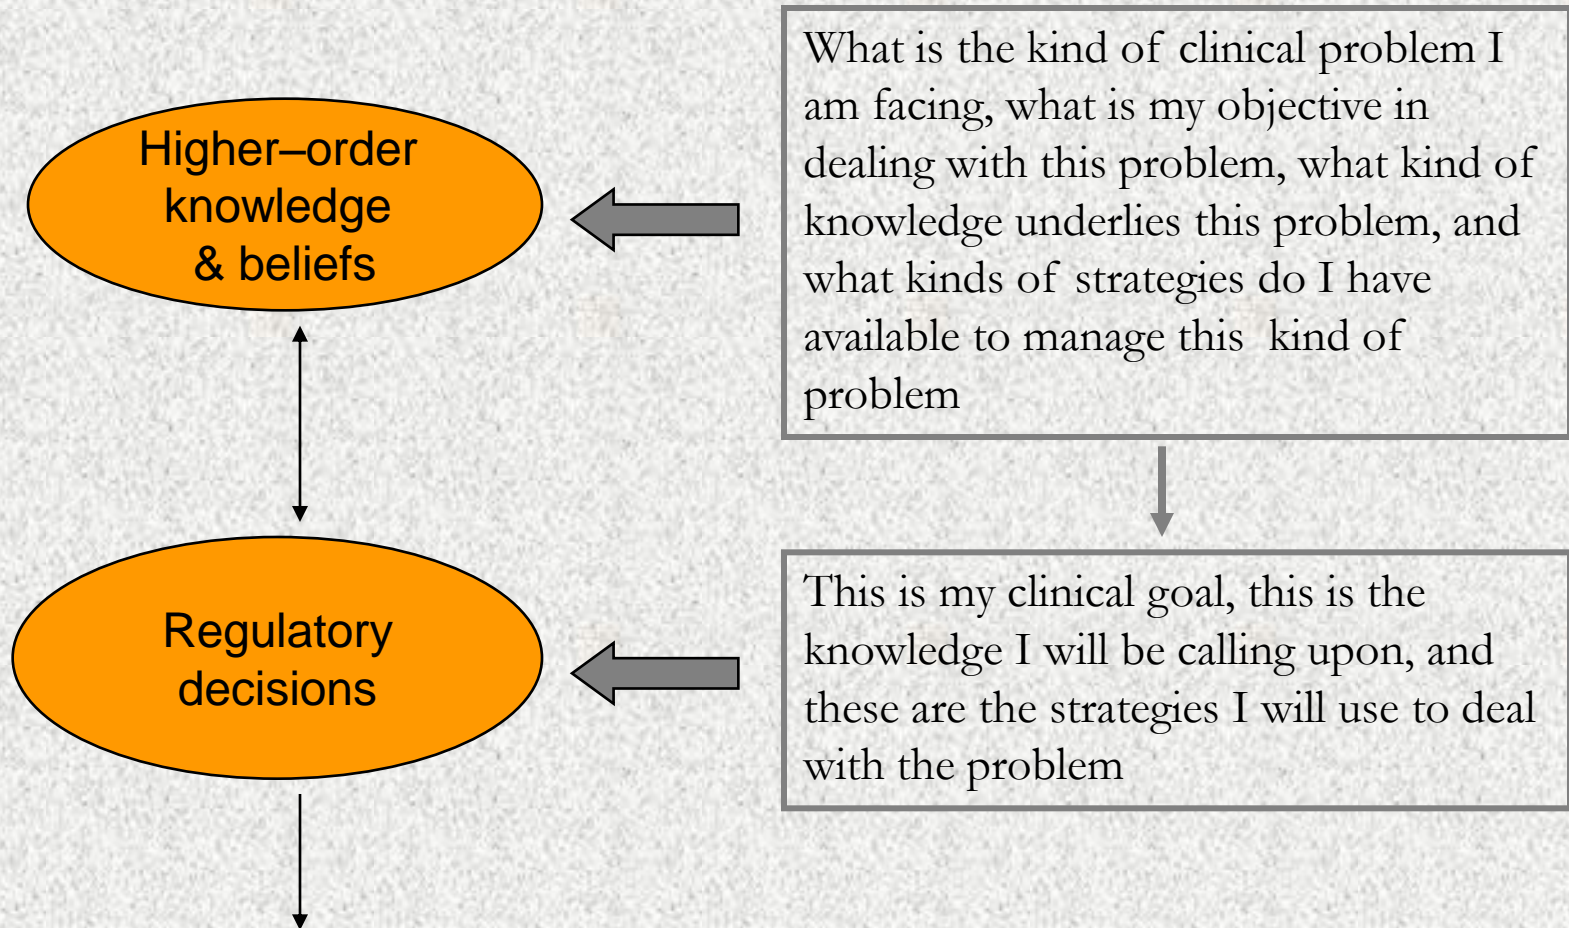 Higher–order
knowledge
& beliefs
What is the kind of clinical problem I
am facing, what is my objective in
dealing with this problem, what kind of
knowledge underlies this problem, and
what kinds of strategies do I have
available to manage this kind of
problem
Regulatory
decisions
This is my clinical goal, this is the
knowledge I will be calling upon, and
these are the strategies I will use to deal
with the problem